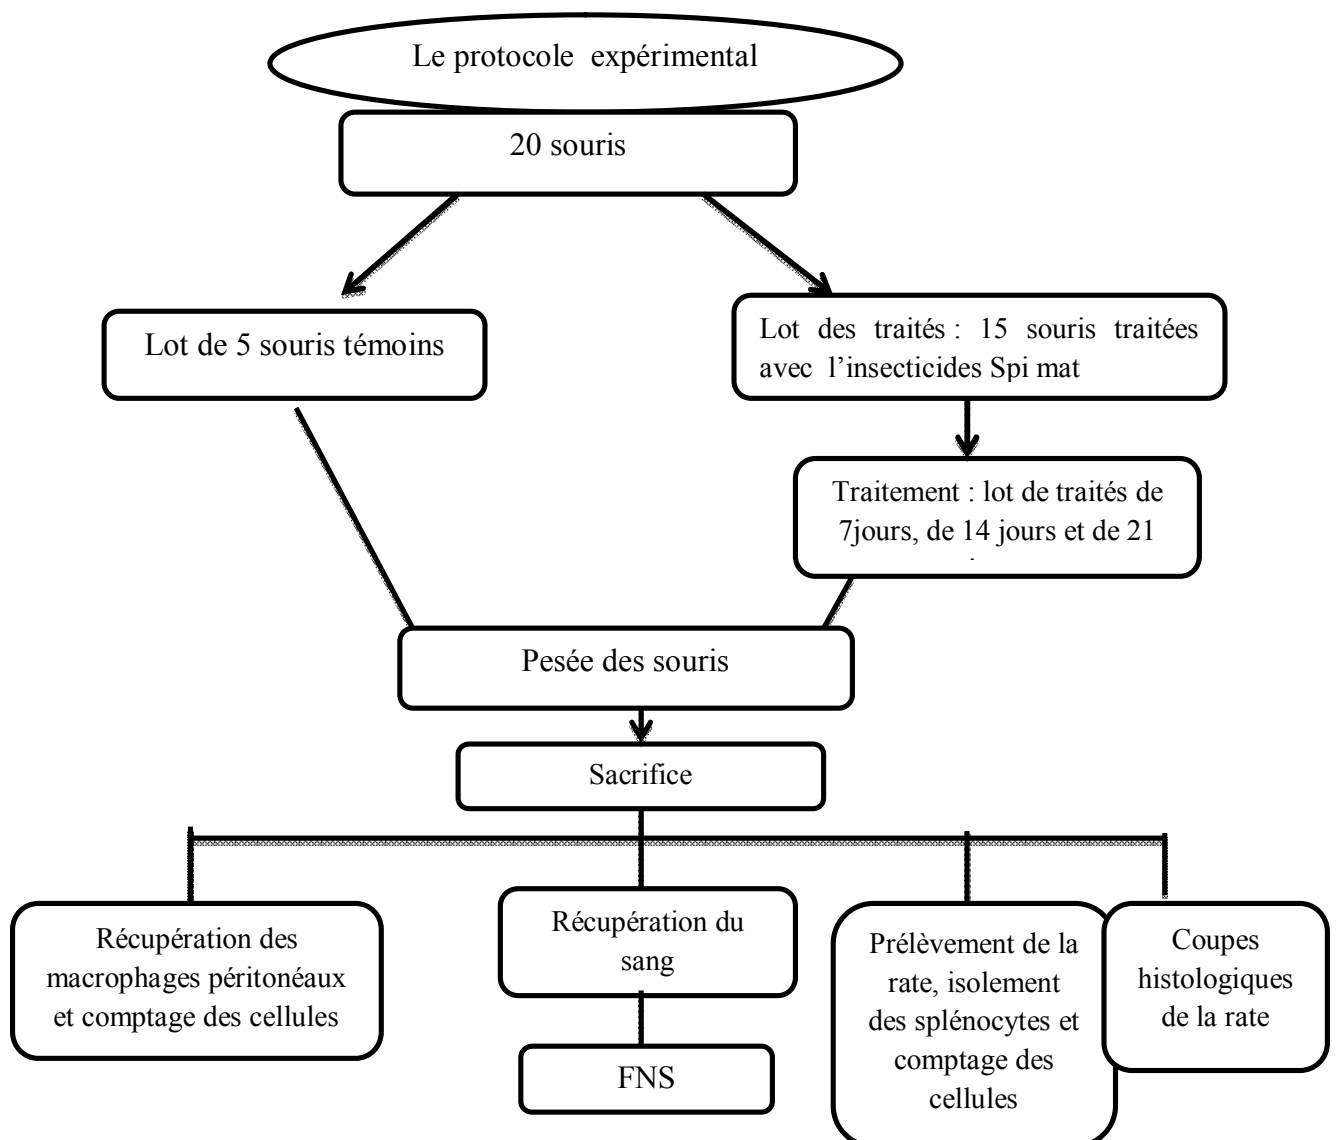 Le protocole expérimental
20 souris
Lot de 5 souris témoins
Lot des traités : 15 souris traitées
avec l’insecticides Spi mat
Traitement : lot de traités de
7jours, de 14 jours et de 21
Pesée des souris
Sacrifice
Récupération des
macrophages péritonéaux
et comptage des cellules
Récupération du
sang
FNS
Prélèvement de la
rate, isolement
des splénocytes et
comptage des
cellules
Coupes
histologiques
de la rate